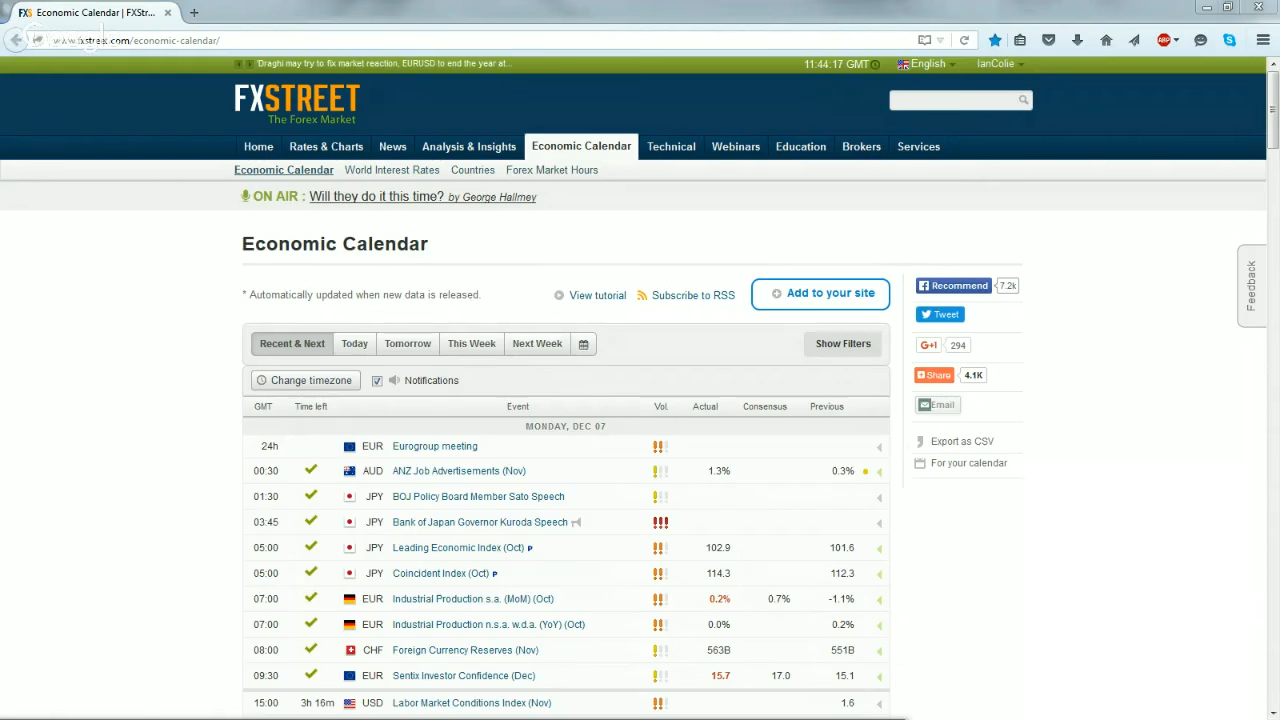 Economic Calendar | FXStr...
www.fxstreet.com/economic-calendar/
'Draghi may try to fix market reaction, EURUSD to end the year at...
11:44:17 GMT
English
IanColie
FXSTREET
The Forex Market
Home Rates & Charts News Analysis & Insights Economic Calendar Technical Webinars Education Brokers Services
Economic Calendar World Interest Rates Countries Forex Market Hours
ON AIR : Will they do it this time? by George Hallmey
Feedback
Economic Calendar
* Automatically updated when new data is released. View tutorial Subscribe to RSS Add to your site
Recommend 7.2k
Tweet
G+1 294
Share 4.1K
Email
Export as CSV
For your calendar
Recent & Next Today Tomorrow This Week Next Week Show Filters
Change timezone Notifications
GMT Time left Event Vol. Actual Consensus Previous
MONDAY, DEC 07
24h EUR Eurogroup meeting
00:30 AUD ANZ Job Advertisements (Nov) 1.3% 0.3%
01:30 JPY BOJ Policy Board Member Sato Speech
03:45 JPY Bank of Japan Governor Kuroda Speech
05:00 JPY Leading Economic Index (Oct) P 102.9 101.6
05:00 JPY Coincident Index (Oct) P 114.3 112.3
07:00 EUR Industrial Production s.a. (MoM) (Oct) 0.2% 0.7% -1.1%
07:00 EUR Industrial Production n.s.a. w.d.a. (YoY) (Oct) 0.0% 0.2%
08:00 CHF Foreign Currency Reserves (Nov) 563B 551B
09:30 EUR Sentix Investor Confidence (Dec) 15.7 17.0 15.1
15:00 3h 16m USD Labor Market Conditions Index (Nov) 1.6